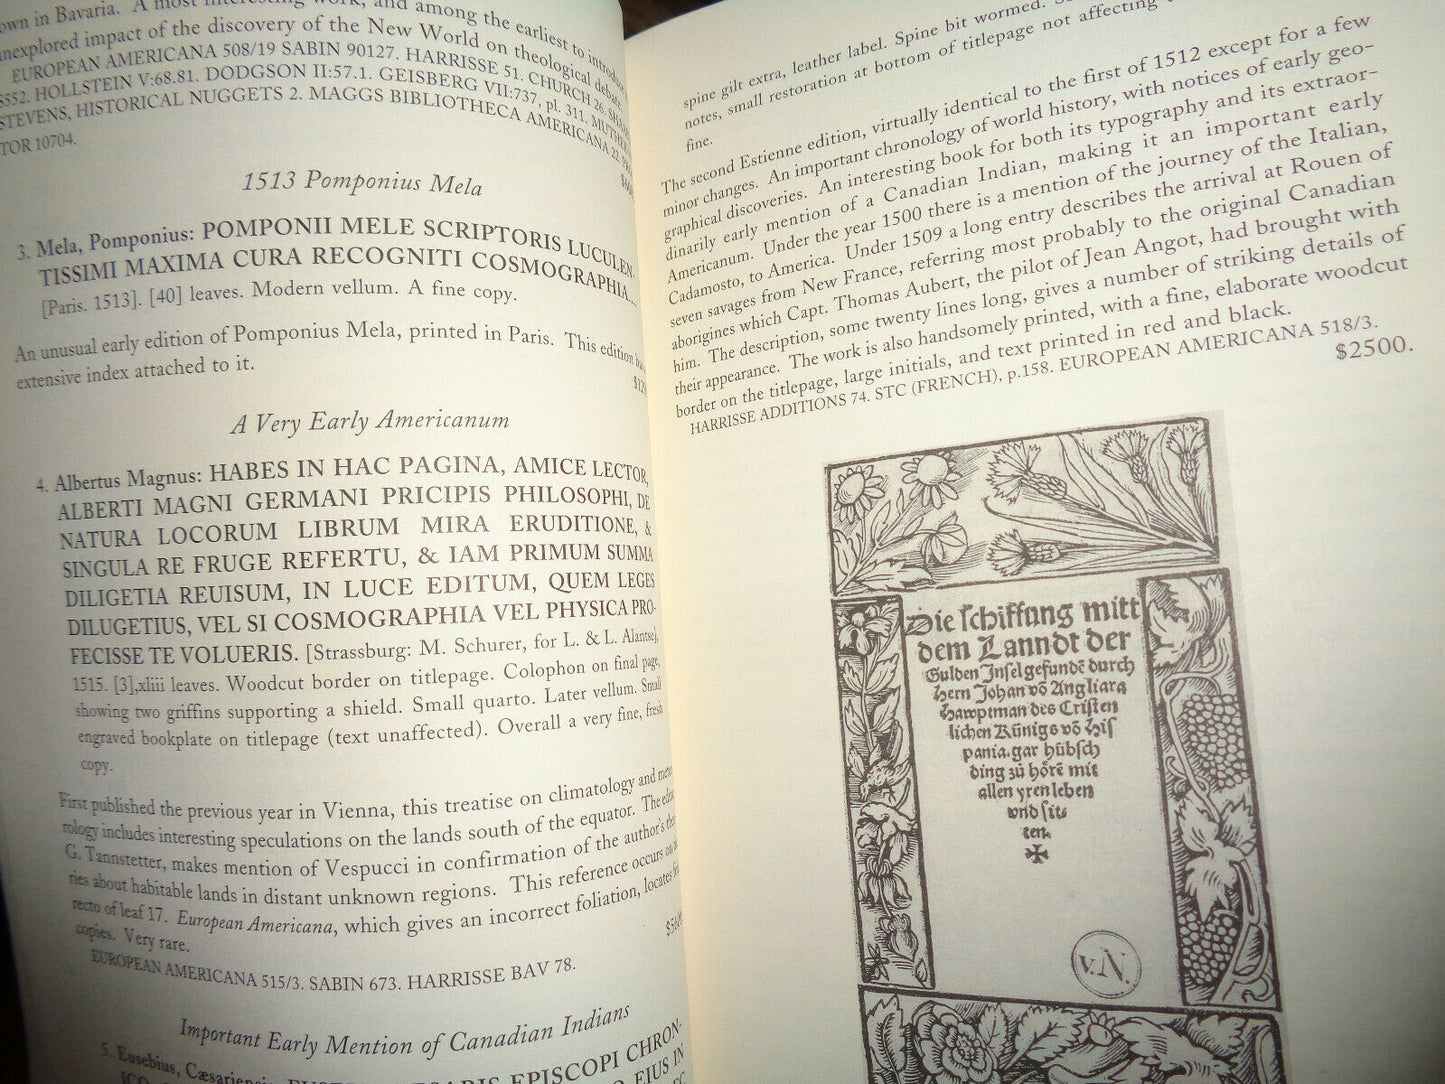 own in Bavaria. A most interesting work, and among the earliest to introduce
unexplored impact of the discovery of the New World on theological debate.
EUROPEAN AMERICANA 508/19 SABIN 90127. HARRISSE 51. CHURCH 26.
S552. HOLLSTEIN V:68.81. DODGSON II:57.1. GEISBERG VII:737, pl. 311. MUTHER
STEVENS, HISTORICAL NUGGETS 2. MAGGS BIBLIOTHECA AMERICANA 22.
TOR 10704.
1513 Pomponius Mela
3. Mela, Pomponius: POMPONII MELE SCRIPTORIS LUCULEN-
TISSIMI MAXIMA CURA RECOGNITI COSMOGRAPHIA....
[Paris. 1513]. [40] leaves. Modern vellum. A fine copy.
An unusual early edition of Pomponius Mela, printed in Paris. This edition
extensive index attached to it.
A Very Early Americanum
4. Albertus Magnus: HABES IN HAC PAGINA, AMICE LECTOR,
ALBERTI MAGNI GERMANI PRICIPIS PHILOSOPHI, DE
NATURA LOCORUM LIBRUM MIRA ERUDITIONE, &
SINGULA RE FRUGE REFERTU, & IAM PRIMUM SUMMA
DILIGETIA REUISUM, IN LUCE EDITUM, QUEM LEGES
DILUGETIUS, VEL SI COSMOGRAPHIA VEL PHYSICA PRO-
FECISSE TE VOLUERIS. [Strassburg: M. Schurer, for L. & L. Alantse],
1515. [3],xliii leaves. Woodcut border on titlepage. Colophon on final page,
showing two griffins supporting a shield. Small quarto. Later vellum. Small
engraved bookplate on titlepage (text unaffected). Overall a very fine, fresh
copy.
First published the previous year in Vienna, this treatise on climatology and
rology includes interesting speculations on the lands south of the equator. The
G. Tannstetter, makes mention of Vespucci in confirmation of the author's
ries about habitable lands in distant unknown regions. This reference occurs on
recto of leaf 17. European Americana, which gives an incorrect foliation, locates
copies. Very rare.
EUROPEAN AMERICANA 515/3. SABIN 673. HARRISSE BAV 78.
Important Early Mention of Canadian Indians
5. Eusebius, Cæsariensis: EPISCOPI CHRON-
EJUS IN
spine gilt extra, leather label. Spine bit wormed.
notes, small restoration at bottom of titlepage not affecting
fine.
The second Estienne edition, virtually identical to the first of 1512 except for a few
minor changes. An important chronology of world history, with notices of early geo-
graphical discoveries. An interesting book for both its typography and its extraor-
dinarily early mention of a Canadian Indian, making it an important early
Americanum. Under the year 1500 there is a mention of the journey of the Italian,
Cadamosto, to America. Under 1509 a long entry describes the arrival at Rouen of
seven savages from New France, referring most probably to the original Canadian
aborigines which Capt. Thomas Aubert, the pilot of Jean Angot, had brought with
him. The description, some twenty lines long, gives a number of striking details of
their appearance. The work is also handsomely printed, with a fine, elaborate woodcut
border on the titlepage, large initials, and text printed in red and black.
HARRISSE ADDITIONS 74. STC (FRENCH), p.158. EUROPEAN AMERICANA 518/3.
$2500.
Die schiffung mitt
dem Lanndt der
Gulden Insel gefundē durch
Hern Johan vō Angliara
Hawptman des Cristen
lichen Künigs vō His
pania. gar hübsch
ding zů hörē mit
allen yren leben
vnd sit
ten.
v.N.